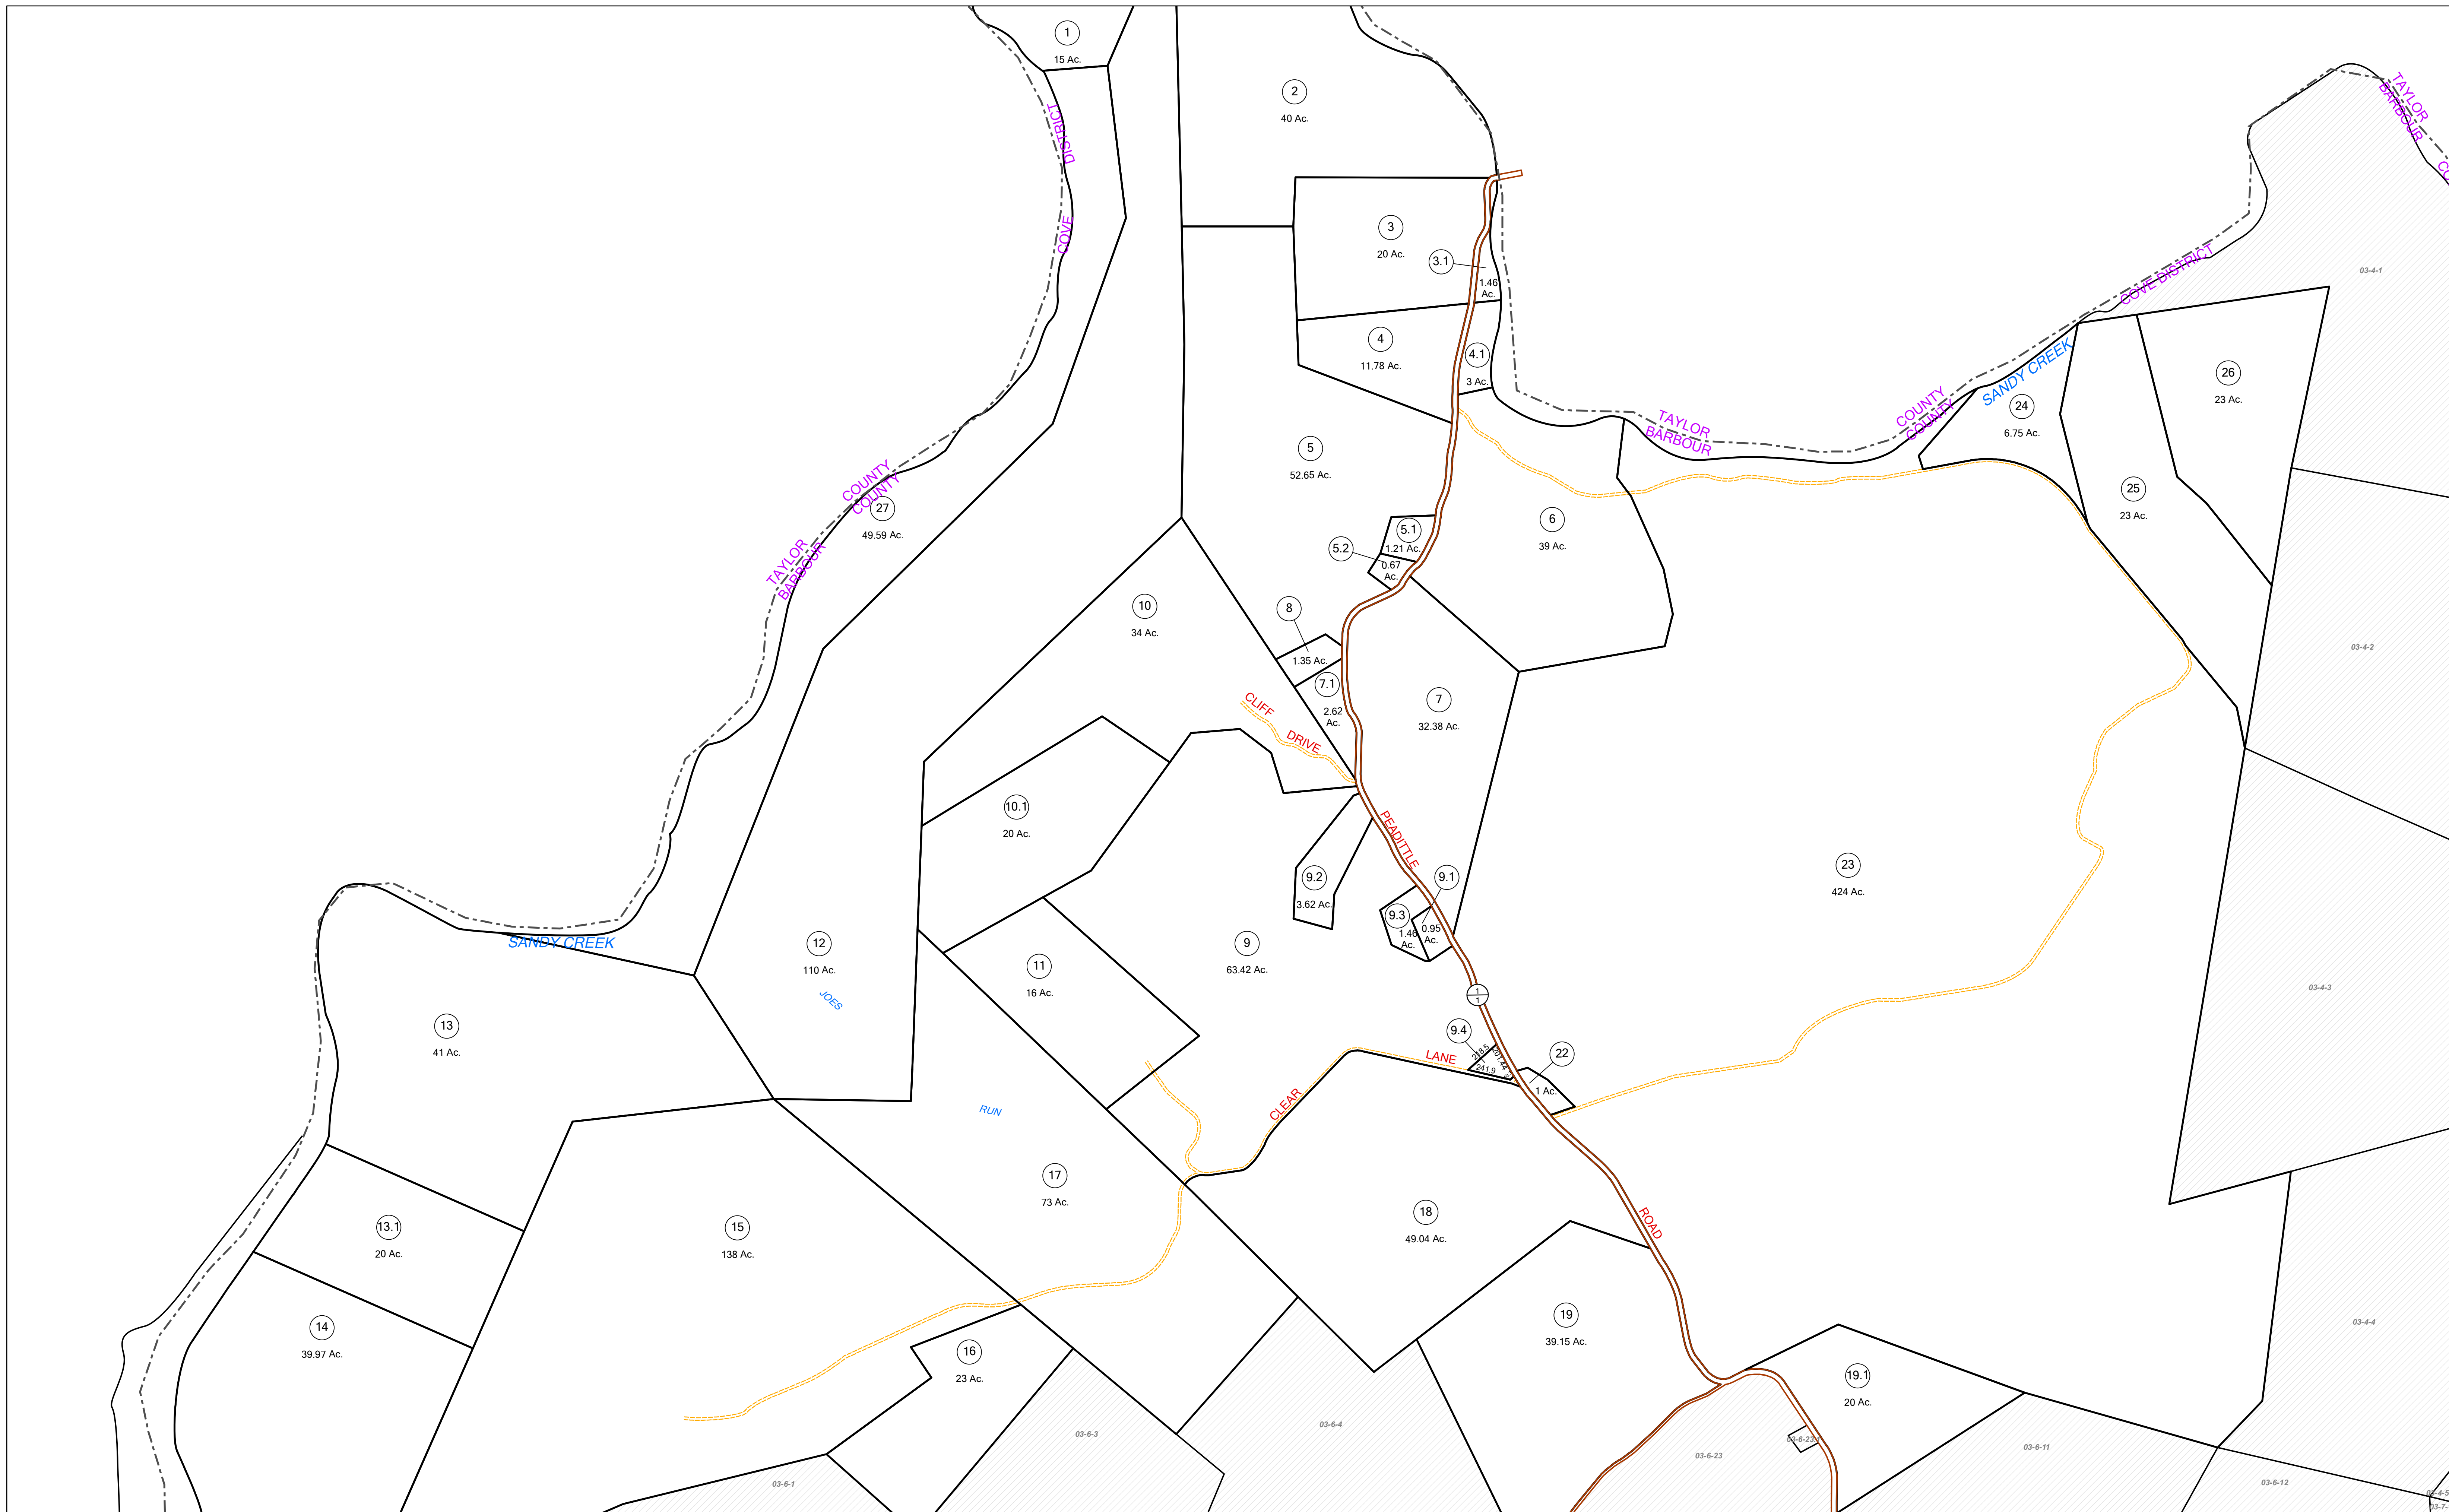 1
15 Ac.
2
40 Ac.
TAYLOR
BARBOUR
DISTRICT
COVE
3
20 Ac.
3.1
1.46
Ac.
COVE DISTRICT
03-4-1
4
11.78 Ac.
4.1
3 Ac.
SANDY CREEK
24
6.75 Ac.
26
23 Ac.
TAYLOR
BARBOUR
COUNTY
COUNTY
5
52.65 Ac.
COUNTY
COUNTY
27
49.59 Ac.
25
23 Ac.
6
39 Ac.
5.1
1.21 Ac.
5.2
0.67
Ac.
TAYLOR
BARBOUR
10
34 Ac.
8
1.35 Ac.
03-4-2
7.1
2.62
Ac.
7
32.38 Ac.
CLIFF
DRIVE
10.1
20 Ac.
PEADITTLE
23
424 Ac.
9.2
3.62 Ac.
9.1
0.95
Ac.
9.3
1.46
Ac.
SANDY CREEK
12
110 Ac.
9
63.42 Ac.
11
16 Ac.
03-4-3
JOES
1
1
13
41 Ac.
9.4
218.5
201.44
241.9
LANE
22
1 Ac.
CLEAR
RUN
17
73 Ac.
18
49.04 Ac.
ROAD
13.1
20 Ac.
15
138 Ac.
14
39.97 Ac.
19
39.15 Ac.
03-4-4
16
23 Ac.
19.1
20 Ac.
03-6-3
03-6-4
03-6-23
03-6-11
03-6-1
03-6-12